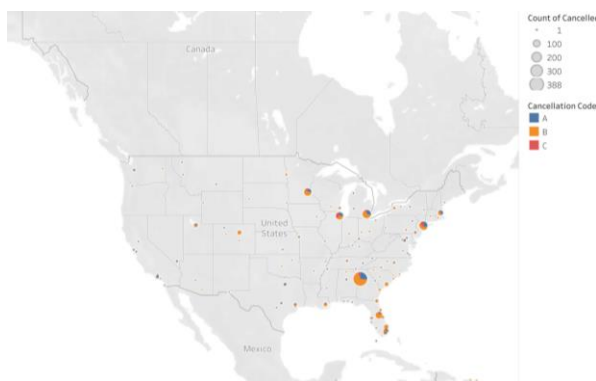 Canada
United
States
Mexico
Count of Cancelled
1
100
200
300
388
Cancellation Code
A
B
C